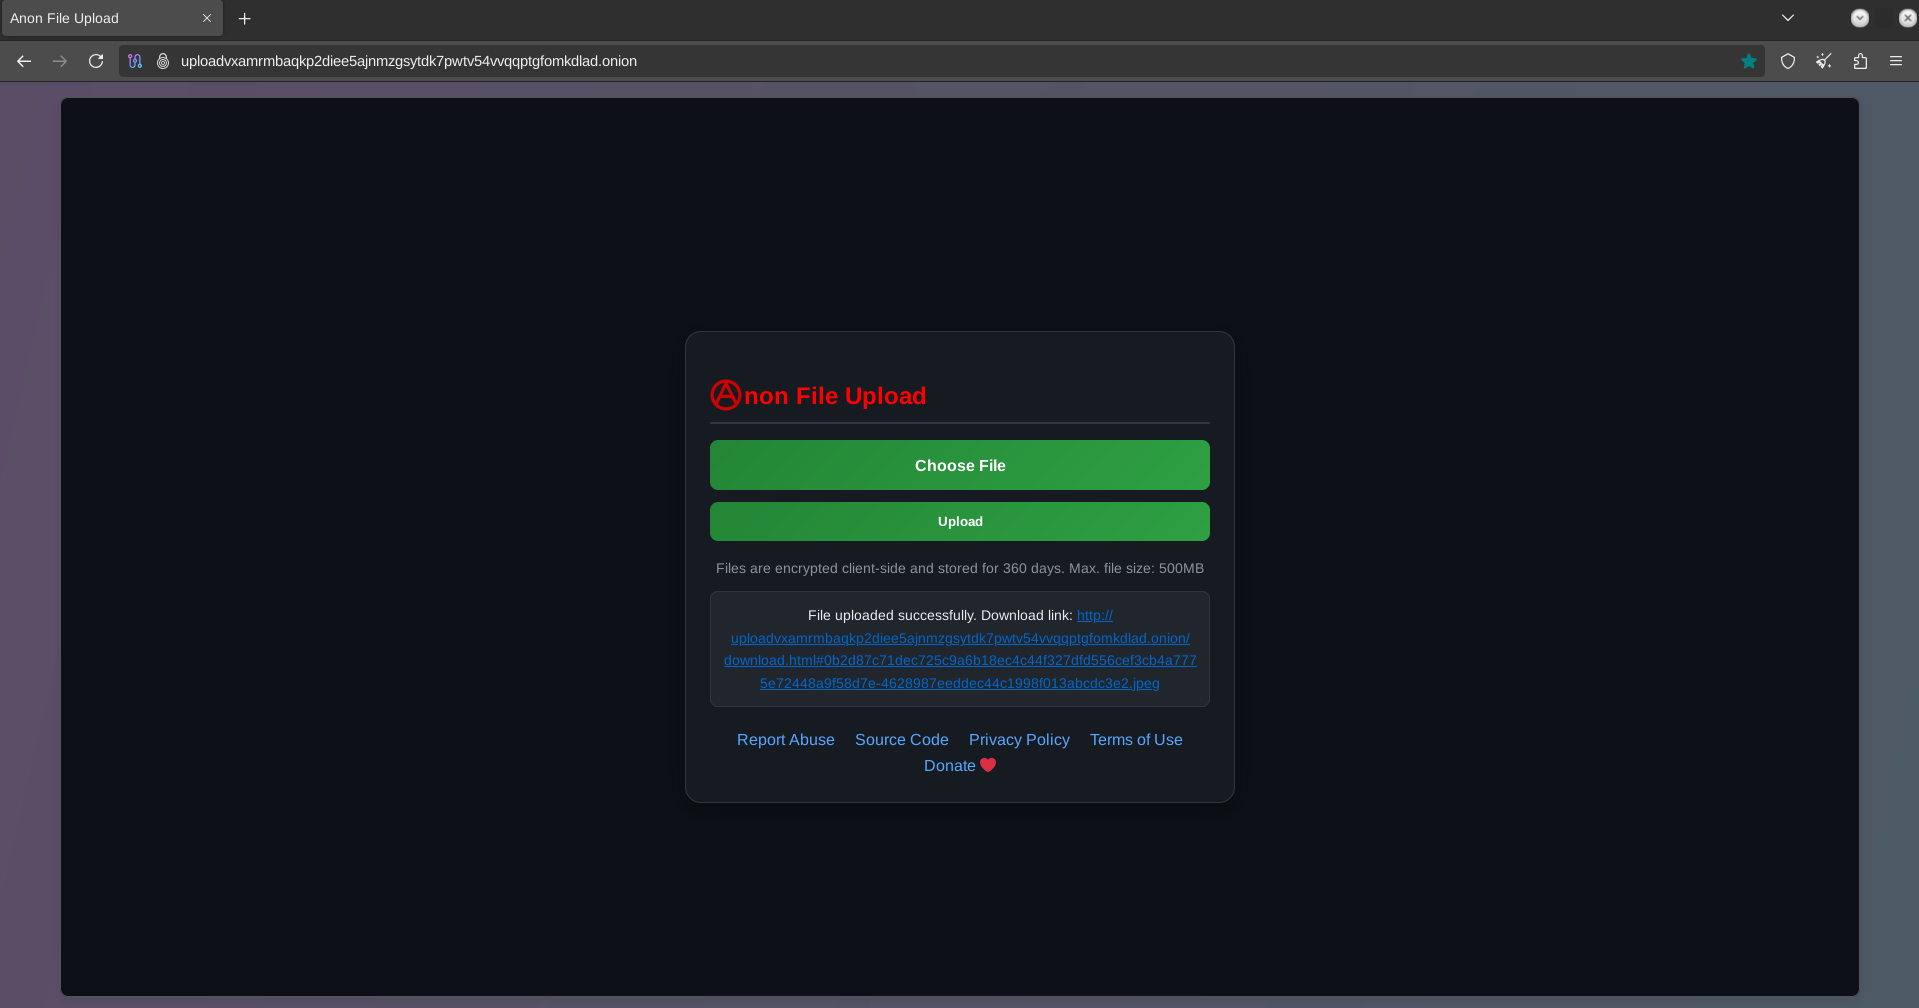 Anon File Upload
uploadvxamrmbaqkp2diee5ajnmzgsytdk7pwtv54vvqqptgfomkdlad.onion
Anon File Upload
Choose File
Upload
Files are encrypted client-side and stored for 360 days. Max. file size: 500MB
File uploaded successfully. Download link: http://
uploadvxamrmbaqkp2diee5ajnmzgsytdk7pwtv54vvqqptgfomkdlad.onion/
download.html#0b2d87c71dec725c9a6b18ec4c44f327dfd556cef3cb4a777
5e72448a9f58d7e-4628987eeddec44c1998f013abcdc3e2.jpeg
Report Abuse Source Code Privacy Policy Terms of Use
Donate ❤